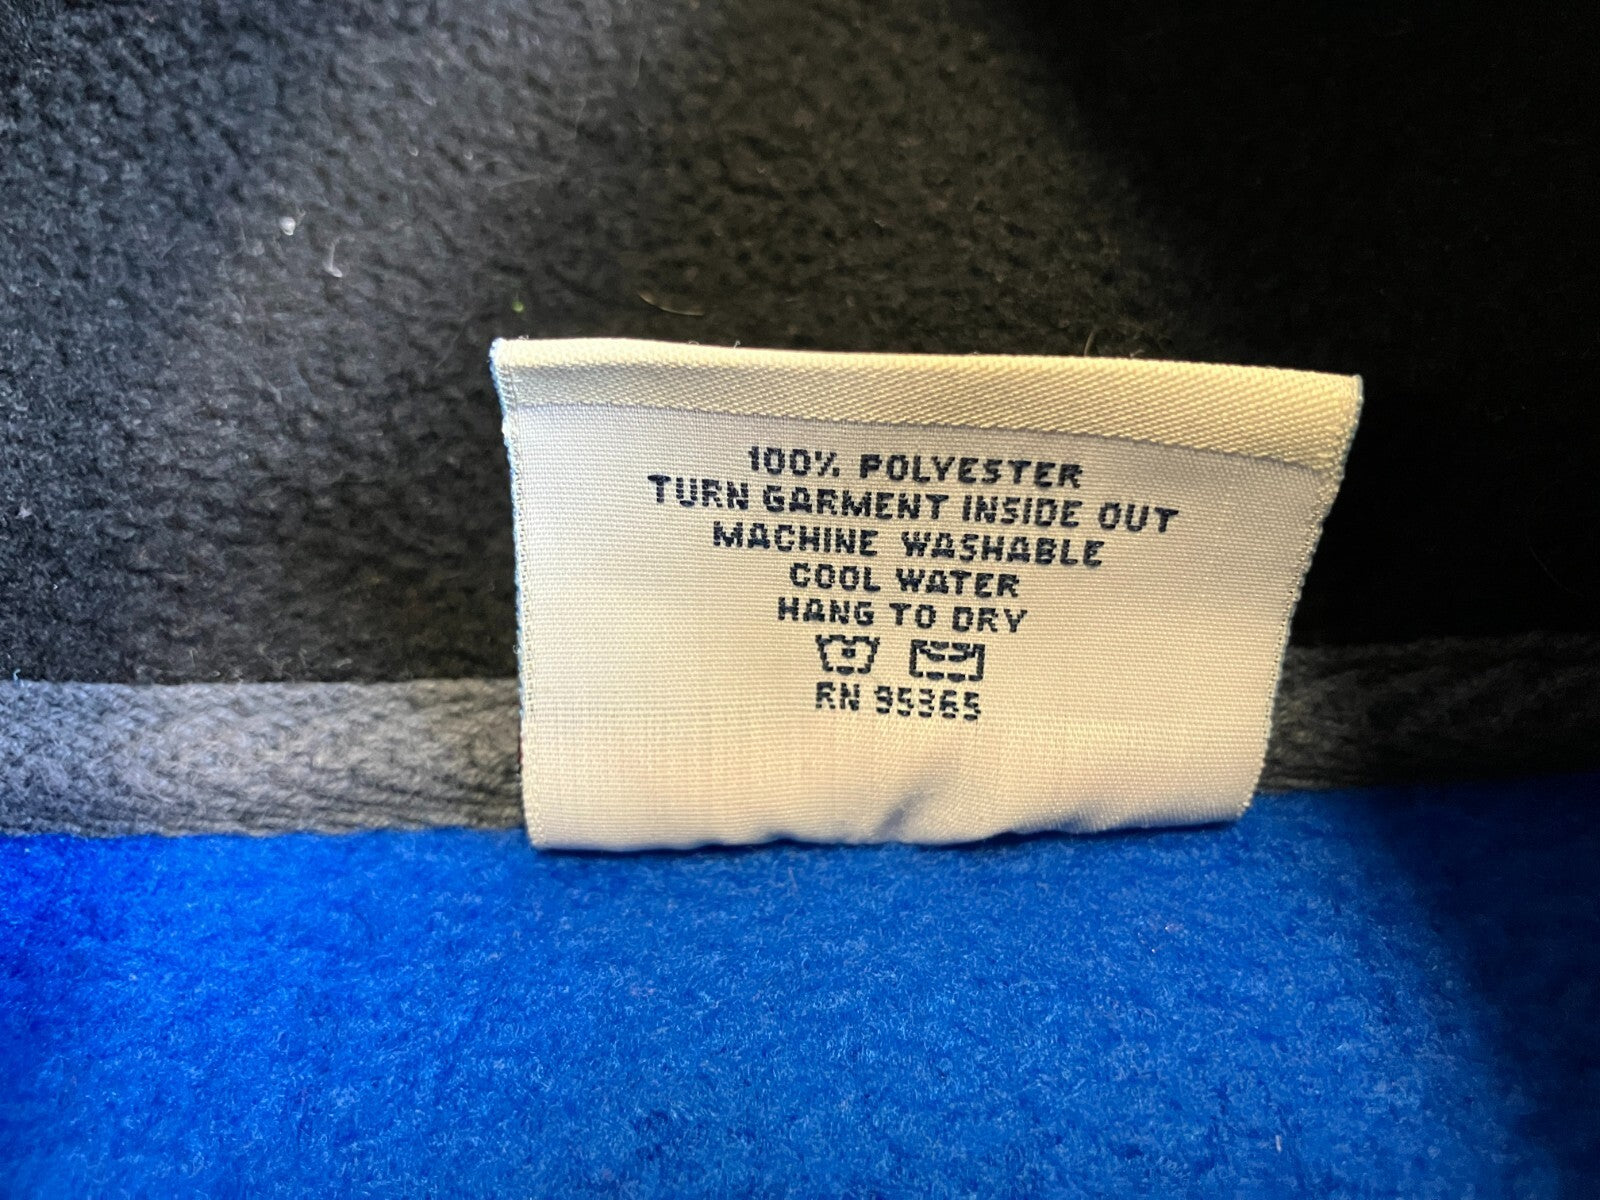 100% POLYESTER
TURN GARMENT INSIDE OUT
MACHINE WASHABLE
COOL WATER
HANG TO DRY
RN 95365